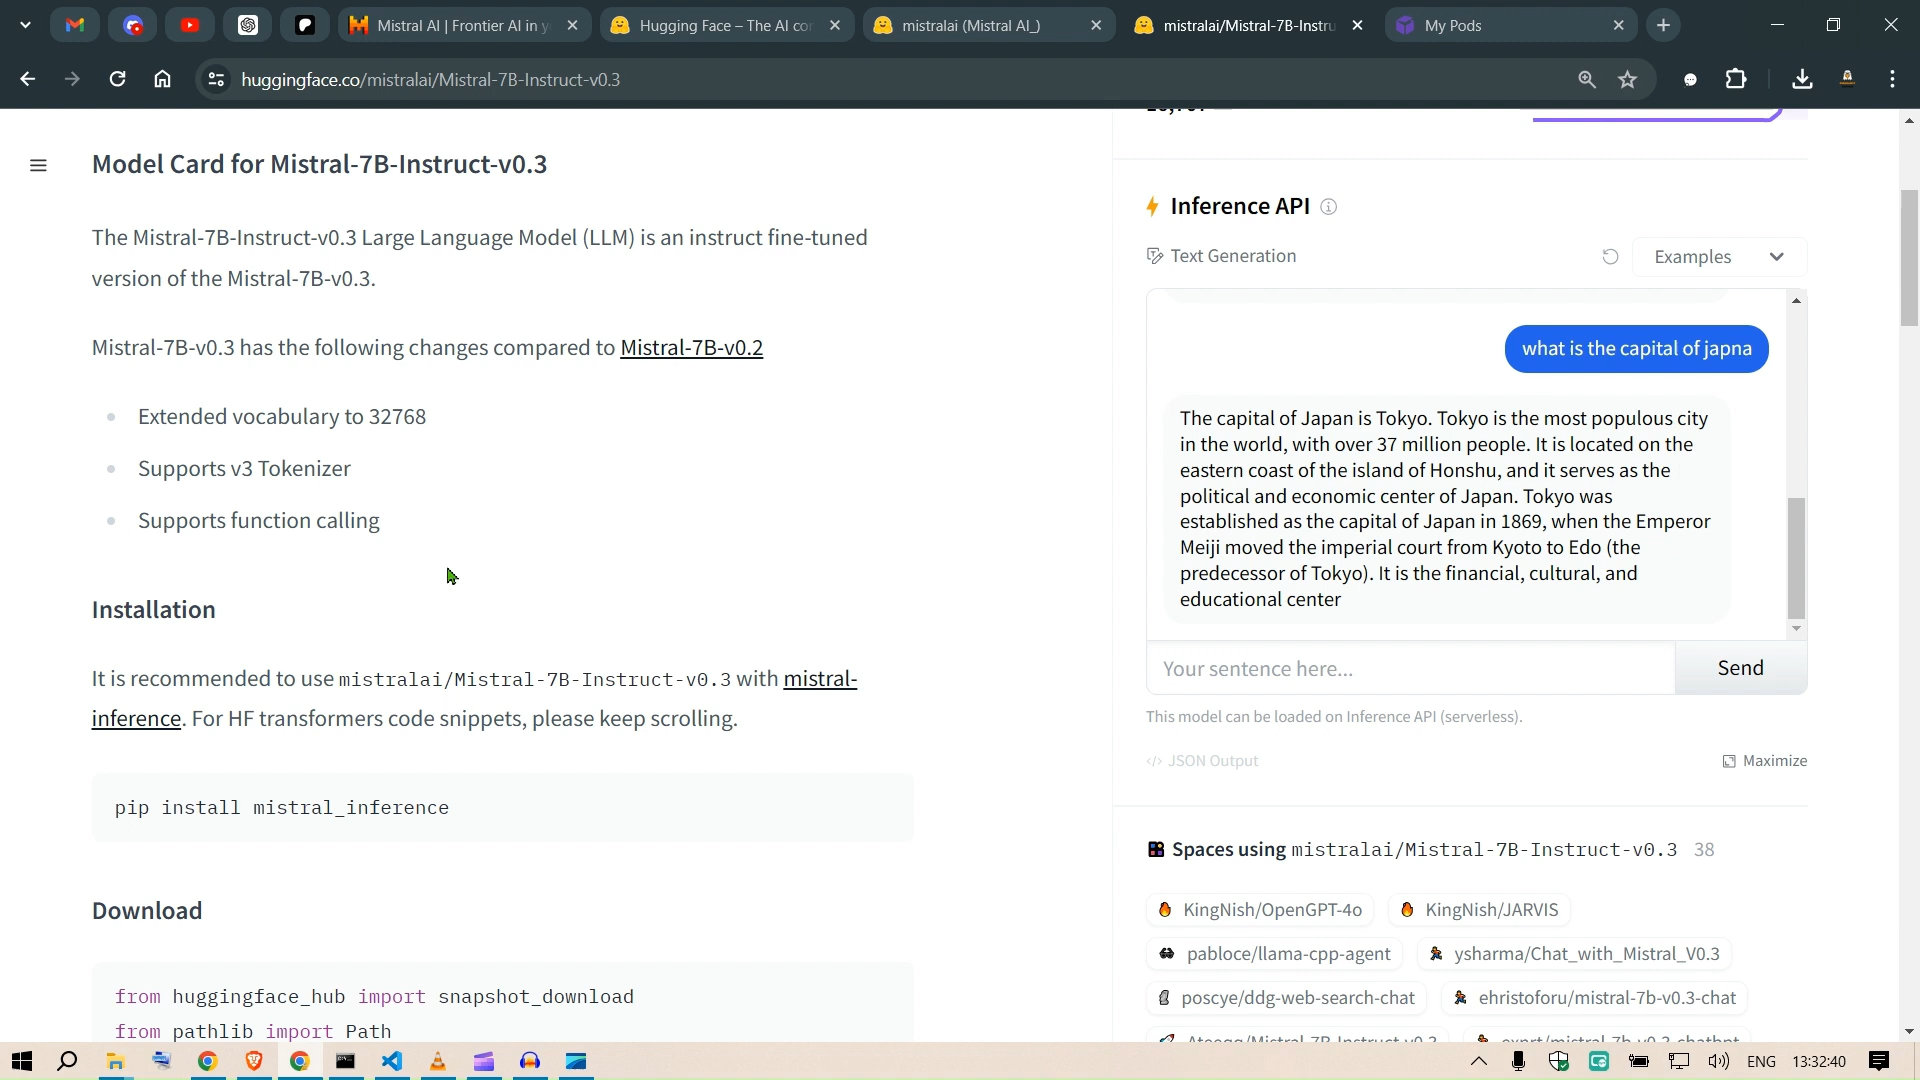 Mistral AI | Frontier AI in y
Hugging Face – The AI co
mistralai (Mistral AI_)
mistralai/Mistral-7B-Instru
My Pods
huggingface.co/mistralai/Mistral-7B-Instruct-v0.3
Model Card for Mistral-7B-Instruct-v0.3
The Mistral-7B-Instruct-v0.3 Large Language Model (LLM) is an instruct fine-tuned
version of the Mistral-7B-v0.3.
Mistral-7B-v0.3 has the following changes compared to Mistral-7B-v0.2
Extended vocabulary to 32768
Supports v3 Tokenizer
Supports function calling
Installation
It is recommended to use mistralai/Mistral-7B-Instruct-v0.3 with mistral-
inference. For HF transformers code snippets, please keep scrolling.
pip install mistral_inference
Download
from huggingface_hub import snapshot_download
from pathlib import Path
Inference API
Text Generation
Examples
what is the capital of japna
The capital of Japan is Tokyo. Tokyo is the most populous city
in the world, with over 37 million people. It is located on the
eastern coast of the island of Honshu, and it serves as the
political and economic center of Japan. Tokyo was
established as the capital of Japan in 1869, when the Emperor
Meiji moved the imperial court from Kyoto to Edo (the
predecessor of Tokyo). It is the financial, cultural, and
educational center
Your sentence here...
Send
This model can be loaded on Inference API (serverless).
</> JSON Output
Maximize
Spaces using mistralai/Mistral-7B-Instruct-v0.3 38
KingNish/OpenGPT-4o
KingNish/JARVIS
pabloce/llama-cpp-agent
ysharma/Chat_with_Mistral_V0.3
poscye/ddg-web-search-chat
ehristoforu/mistral-7b-v0.3-chat
ENG
13:32:40